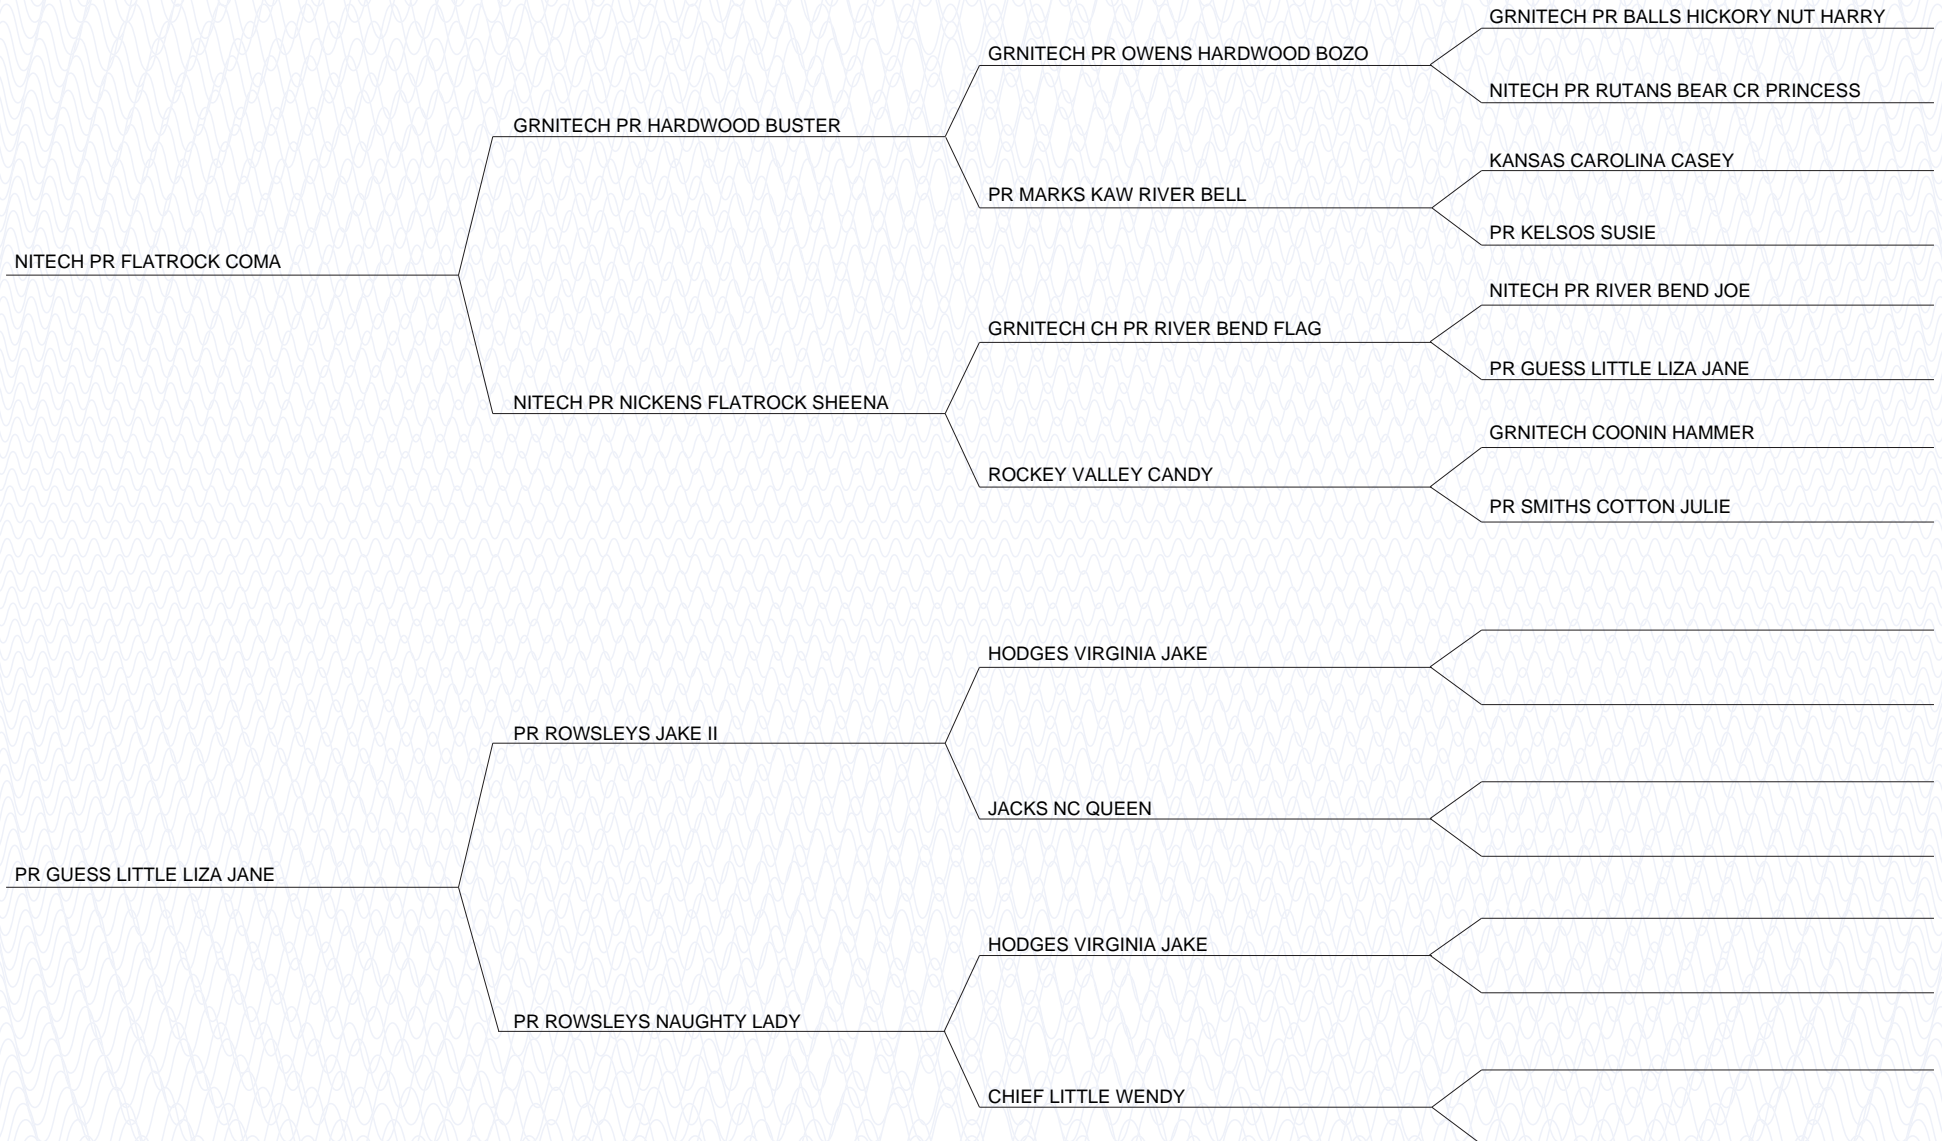 GRNITECH PR BALLS HICKORY NUT HARRY
GRNITECH PR OWENS HARDWOOD BOZO
NITECH PR RUTANS BEAR CR PRINCESS
GRNITECH PR HARDWOOD BUSTER
KANSAS CAROLINA CASEY
PR MARKS KAW RIVER BELL
PR KELSOS SUSIE
NITECH PR FLATROCK COMA
NITECH PR RIVER BEND JOE
GRNITECH CH PR RIVER BEND FLAG
PR GUESS LITTLE LIZA JANE
NITECH PR NICKENS FLATROCK SHEENA
GRNITECH COONIN HAMMER
ROCKEY VALLEY CANDY
PR SMITHS COTTON JULIE
HODGES VIRGINIA JAKE
PR ROWSLEYS JAKE II
JACKS NC QUEEN
PR GUESS LITTLE LIZA JANE
HODGES VIRGINIA JAKE
PR ROWSLEYS NAUGHTY LADY
CHIEF LITTLE WENDY